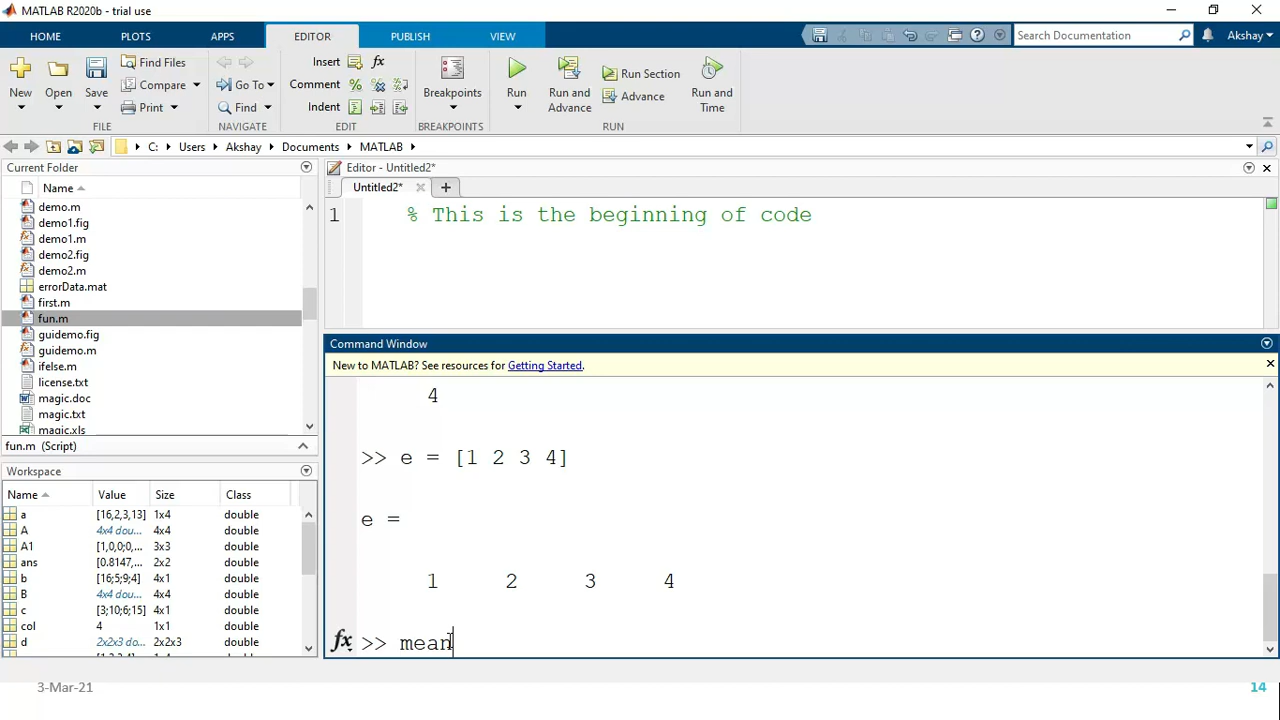 MATLAB R2020b - trial use
HOME PLOTS APPS EDITOR PUBLISH VIEW
Search Documentation
Akshay
New
Open
Save
Find Files
Compare
Print
FILE
Go To
Find
NAVIGATE
Insert
fx
Comment
Indent
EDIT
Breakpoints
BREAKPOINTS
Run
Run and
Advance
Run Section
Advance
Run and
Time
RUN
C: Users Akshay Documents MATLAB
Current Folder
Name
demo.m
demo1.fig
demo1.m
demo2.fig
demo2.m
errorData.mat
first.m
fun.m
guidemo.fig
guidemo.m
ifelse.m
license.txt
magic.doc
magic.txt
magic.xls
fun.m (Script)
Workspace
Name Value Size Class
a [16,2,3,13] 1x4 double
A 4x4 dou... 4x4 double
A1 [1,0,0;0,... 3x3 double
ans [0.8147,... 2x2 double
b [16;5;9;4] 4x1 double
B 4x4 dou... 4x4 double
c [3;10;6;15] 4x1 double
col 4 1x1 double
d 2x2x3 do... 2x2x3 double
Editor - Untitled2*
Untitled2*
1 % This is the beginning of code
Command Window
New to MATLAB? See resources for Getting Started.
4
>> e = [1 2 3 4]
e =
1 2 3 4
fx >> mean
3-Mar-21
14